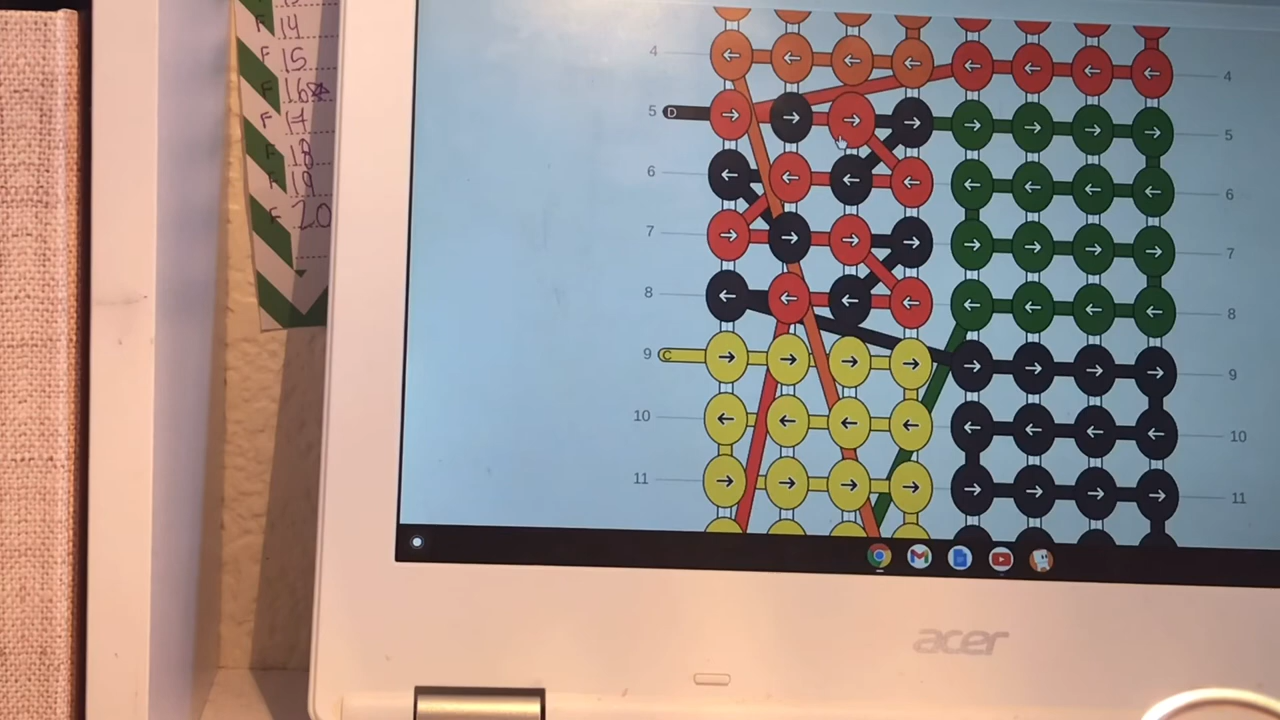 F 14
F 15
F 16
F 17
F 18
F 19
F 20
4 4
5 D 5
6 6
7 7
8 8
9 C 9
10 10
11 11
acer